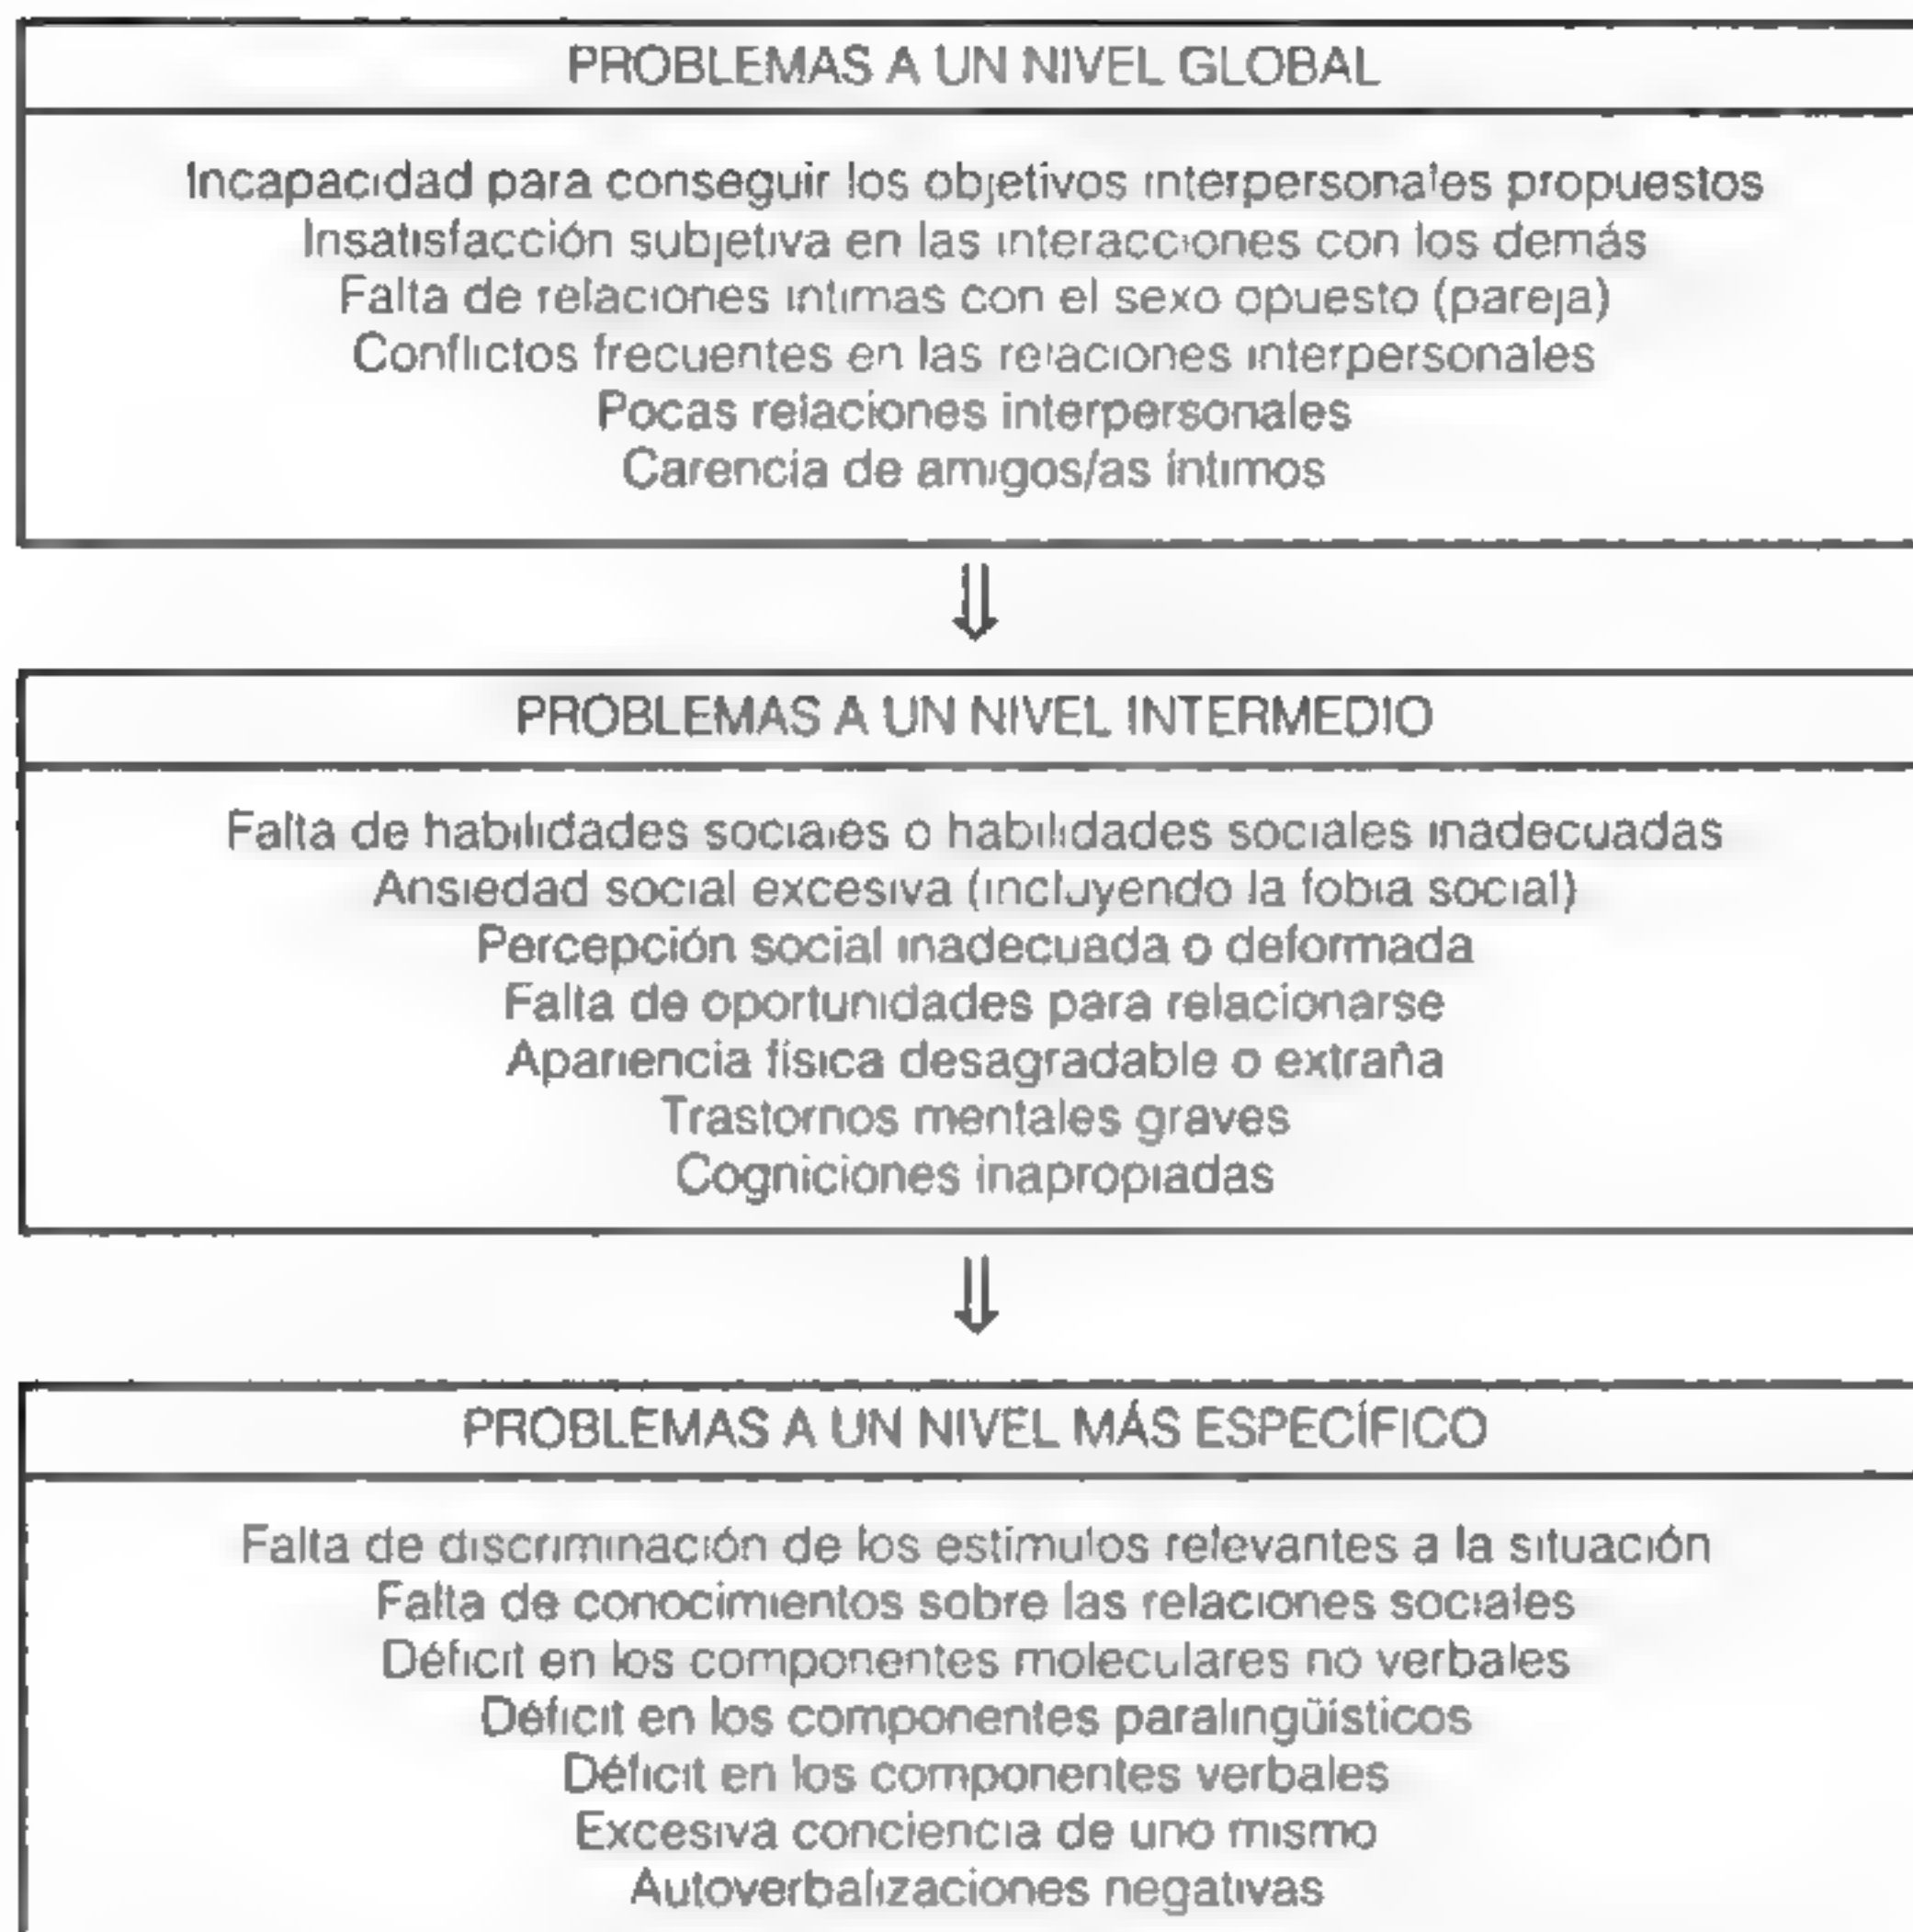 PROBLEMAS A UN NIVEL GLOBAL
Incapacidad para conseguir los objetivos interpersonales propuestos
Insatisfacción subjetiva en las interacciones con los demás
Falta de relaciones íntimas con el sexo opuesto (pareja)
Conflictos frecuentes en las relaciones interpersonales
Pocas relaciones interpersonales
Carencia de amigos/as íntimos
⇓
PROBLEMAS A UN NIVEL INTERMEDIO
Falta de habilidades sociales o habilidades sociales inadecuadas
Ansiedad social excesiva (incluyendo la fobia social)
Percepción social inadecuada o deformada
Falta de oportunidades para relacionarse
Apariencia física desagradable o extraña
Trastornos mentales graves
Cogniciones inapropiadas
⇓
PROBLEMAS A UN NIVEL MÁS ESPECÍFICO
Falta de discriminación de los estímulos relevantes a la situación
Falta de conocimientos sobre las relaciones sociales
Déficit en los componentes moleculares no verbales
Déficit en los componentes paralingüísticos
Déficit en los componentes verbales
Excesiva conciencia de uno mismo
Autoverbalizaciones negativas